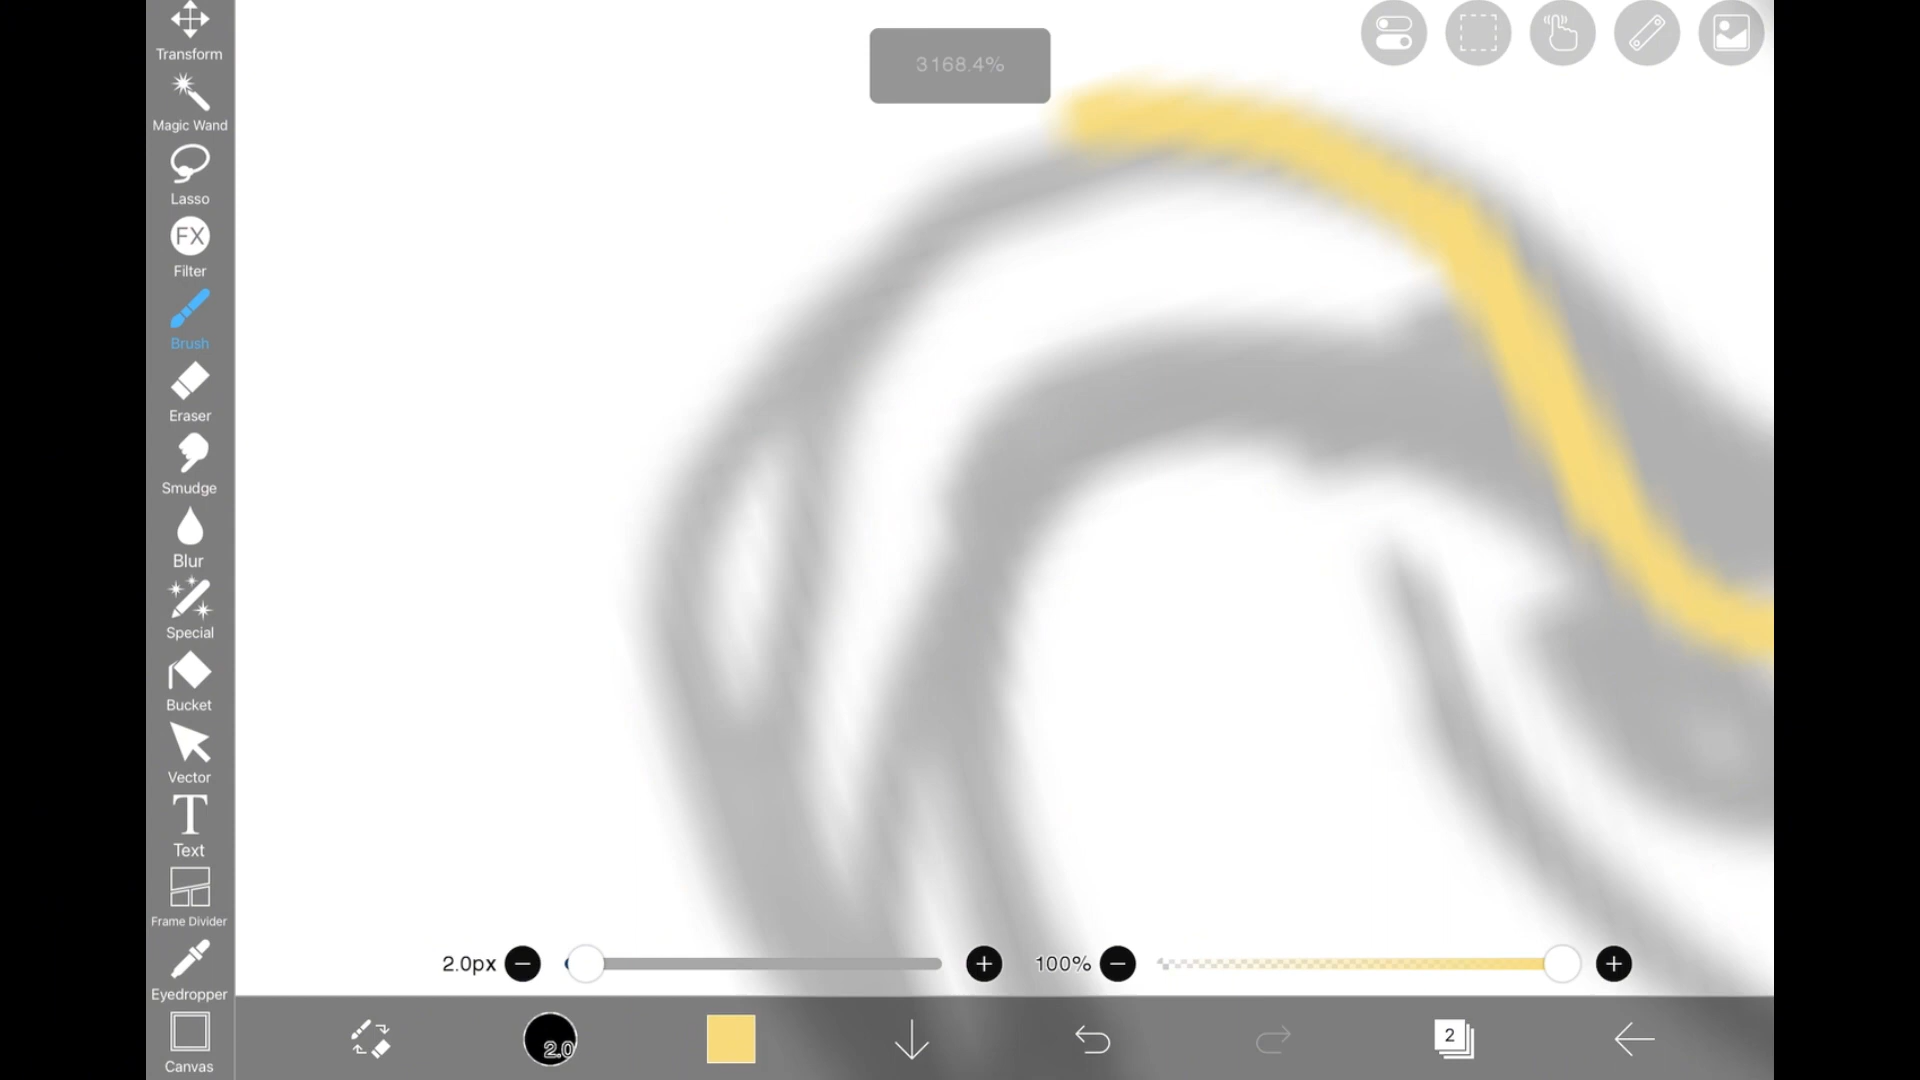 Transform
3168.4%
Magic Wand
Lasso
FX
Filter
Brush
Eraser
Smudge
Blur
Special
Bucket
Vector
T
Text
Frame Divider
2.0px
100%
Eyedropper
2.0
2
Canvas